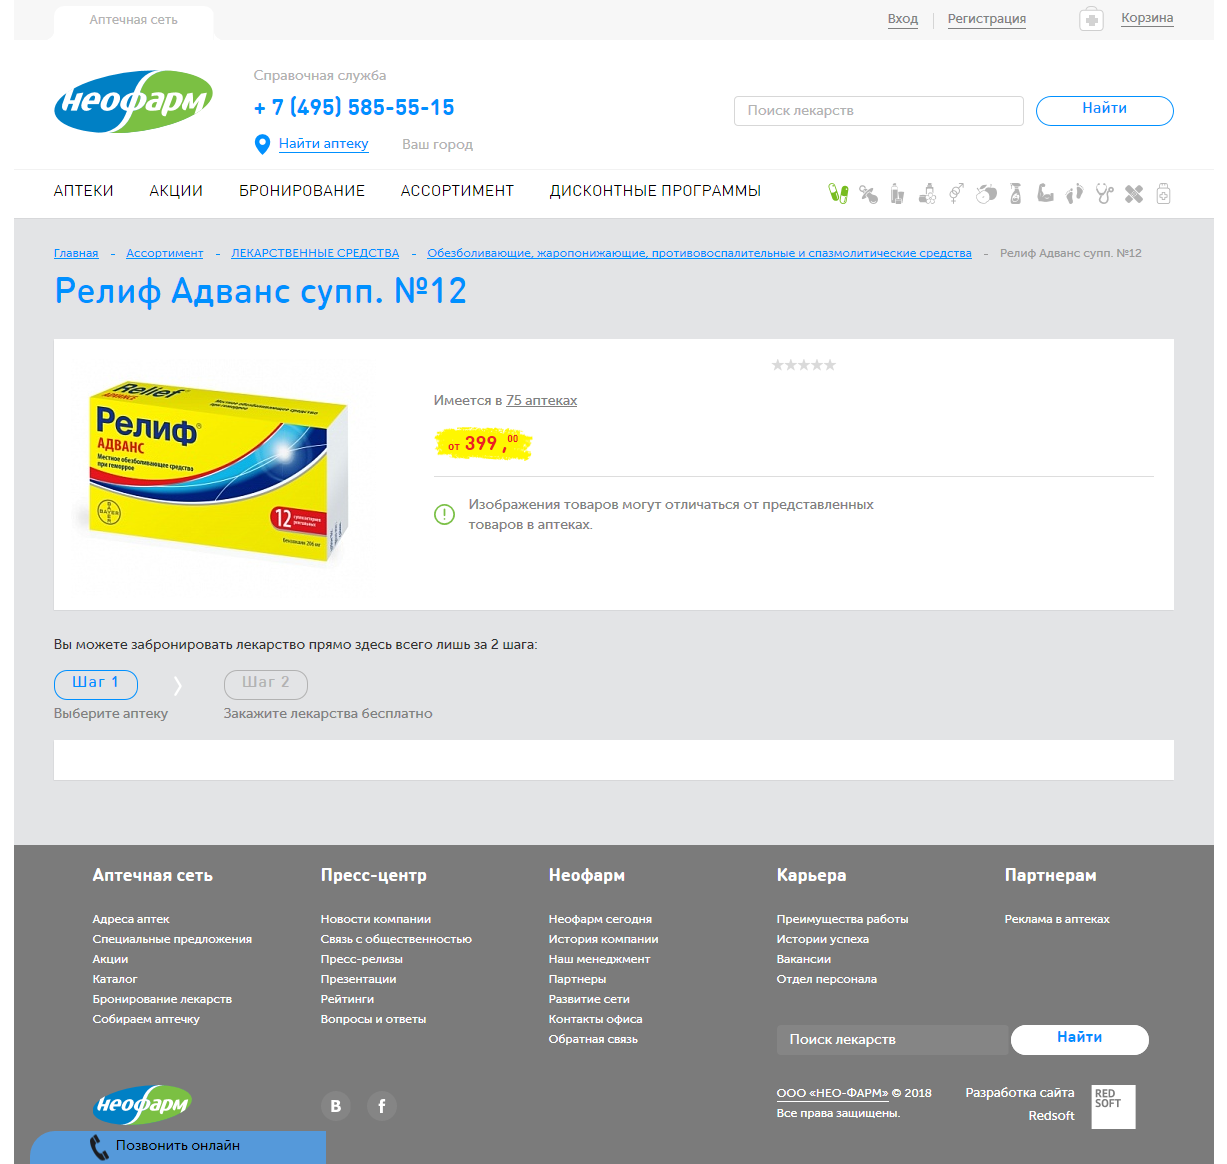 Аптечная сеть
Вход
Регистрация
Корзина
неофарм
Справочная служба
+ 7 (495) 585-55-15
Найти аптеку
Ваш город
Поиск лекарств
Найти
АПТЕКИ
АКЦИИ
БРОНИРОВАНИЕ
АССОРТИМЕНТ
ДИСКОНТНЫЕ ПРОГРАММЫ
Главная - Ассортимент - ЛЕКАРСТВЕННЫЕ СРЕДСТВА - Обезболивающие, жаропонижающие, противовоспалительные и спазмолитические средства - Релиф Адванс супп. №12
Релиф Адванс супп. №12
Relief
ADVANCE
Местное обезболивающее средство
при геморрое
Релиф®
АДВАНС
Местное обезболивающее средство
при геморрое
BAYER
12
Имеется в 75 аптеках
от 399 ,00
Изображения товаров могут отличаться от представленных
товаров в аптеках.
Вы можете забронировать лекарство прямо здесь всего лишь за 2 шага:
Шаг 1
Шаг 2
Выберите аптеку
Закажите лекарства бесплатно
Аптечная сеть
Адреса аптек
Специальные предложения
Акции
Каталог
Бронирование лекарств
Собираем аптечку
Пресс-центр
Новости компании
Связь с общественностью
Пресс-релизы
Презентации
Рейтинги
Вопросы и ответы
Неофарм
Неофарм сегодня
История компании
Наш менеджмент
Партнеры
Развитие сети
Контакты офиса
Обратная связь
Карьера
Преимущества работы
Истории успеха
Вакансии
Отдел персонала
Партнерам
Реклама в аптеках
Поиск лекарств
Найти
неофарм
В
f
ООО «НЕО-ФАРМ» © 2018
Все права защищены.
Разработка сайта
Redsoft
RED
SOFT
Позвонить онлайн